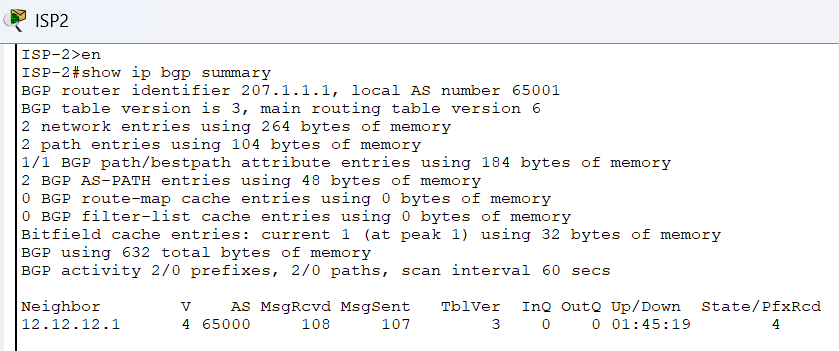 ISP2
ISP-2>en
ISP-2#show ip bgp summary
BGP router identifier 207.1.1.1, local AS number 65001
BGP table version is 3, main routing table version 6
2 network entries using 264 bytes of memory
2 path entries using 104 bytes of memory
1/1 BGP path/bestpath attribute entries using 184 bytes of memory
2 BGP AS-PATH entries using 48 bytes of memory
0 BGP route-map cache entries using 0 bytes of memory
0 BGP filter-list cache entries using 0 bytes of memory
Bitfield cache entries: current 1 (at peak 1) using 32 bytes of memory
BGP using 632 total bytes of memory
BGP activity 2/0 prefixes, 2/0 paths, scan interval 60 secs
Neighbor V AS MsgRcvd MsgSent TblVer InQ OutQ Up/Down State/PfxRcd
12.12.12.1 4 65000 108 107 3 0 0 01:45:19 4